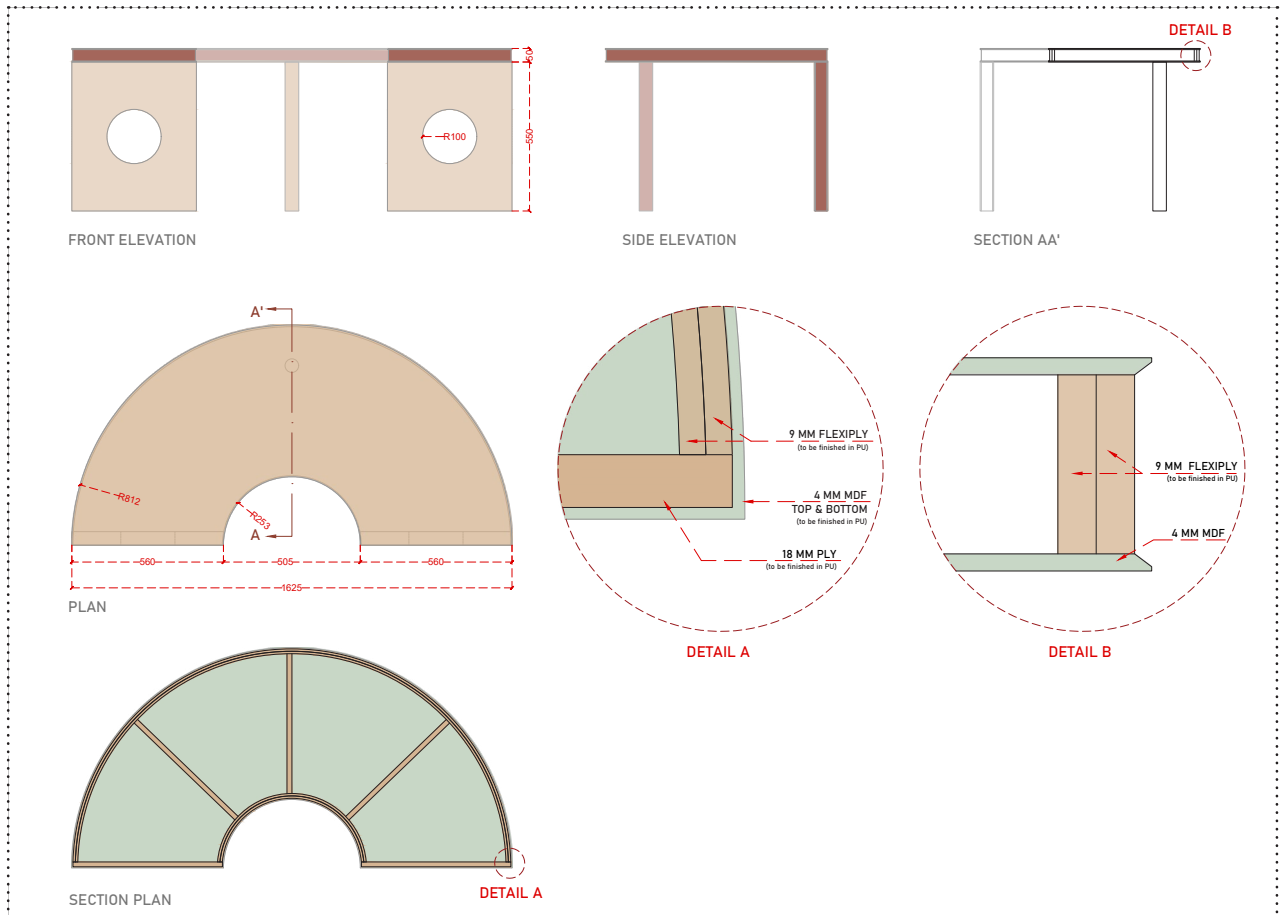 DETAIL B
50
R100
550
FRONT ELEVATION
SIDE ELEVATION
SECTION AA'
A'
R812
R253
A
560
505
560
1625
PLAN
9 MM FLEXIPLY
(to be finished in PU)
4 MM MDF
TOP & BOTTOM
(to be finished in PU)
18 MM PLY
(to be finished in PU)
DETAIL A
9 MM FLEXIPLY
(to be finished in PU)
4 MM MDF
DETAIL B
SECTION PLAN
DETAIL A